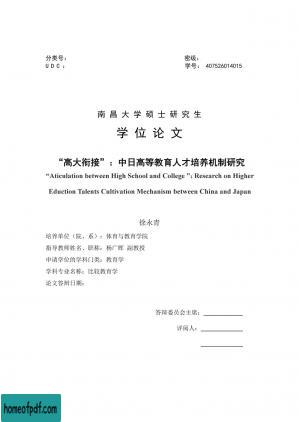 分类号： 密级：
U D C ： 学号： 407526014015
南 昌 大 学 硕 士 研 究 生
学 位 论 文
“高大衔接”：中日高等教育人才培养机制研究
“Aticulation between High School and College ”：Research on Higher
Eduction Talents Cultivation Mechanism between China and Japan
徐永青
培养单位（院、系）：体育与教育学院
指导教师姓名、职称：杨广晖 副教授
申请学位的学科门类：教育学
学科专业名称：比较教育学
论文答辩日期：
答辩委员会主席：
评阅人：
homeofpdf.com